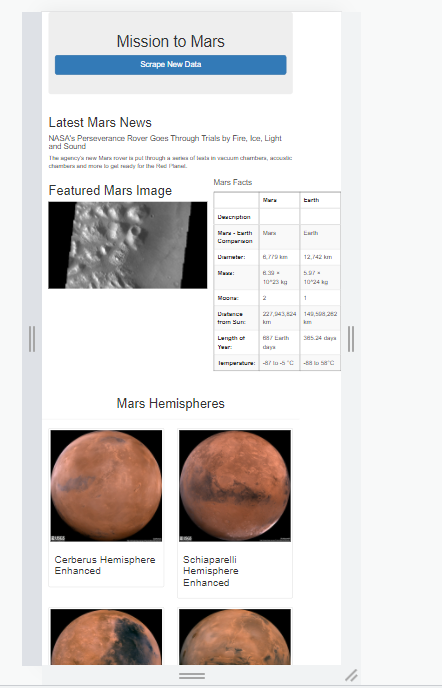 Mission to Mars
Scrape New Data
Latest Mars News
NASA's Perseverance Rover Goes Through Trials by Fire, Ice, Light
and Sound
The agency's new Mars rover is put through a series of tests in vacuum chambers, acoustic
chambers and more to get ready for the Red Planet.
Featured Mars Image
Mars Facts
Mars Earth
Description
Mars - Earth Comparison Mars Earth
Diameter: 6,779 km 12,742 km
Mass: 6.39 × 10^23 kg 5.97 × 10^24 kg
Moons: 2 1
Distance from Sun: 227,943,824 km 149,598,262 km
Length of Year: 687 Earth days 365.24 days
Temperature: -87 to -5 °C -88 to 58°C
Mars Hemispheres
USGS
USGS
Cerberus Hemisphere
Enhanced
Schiaparelli
Hemisphere
Enhanced